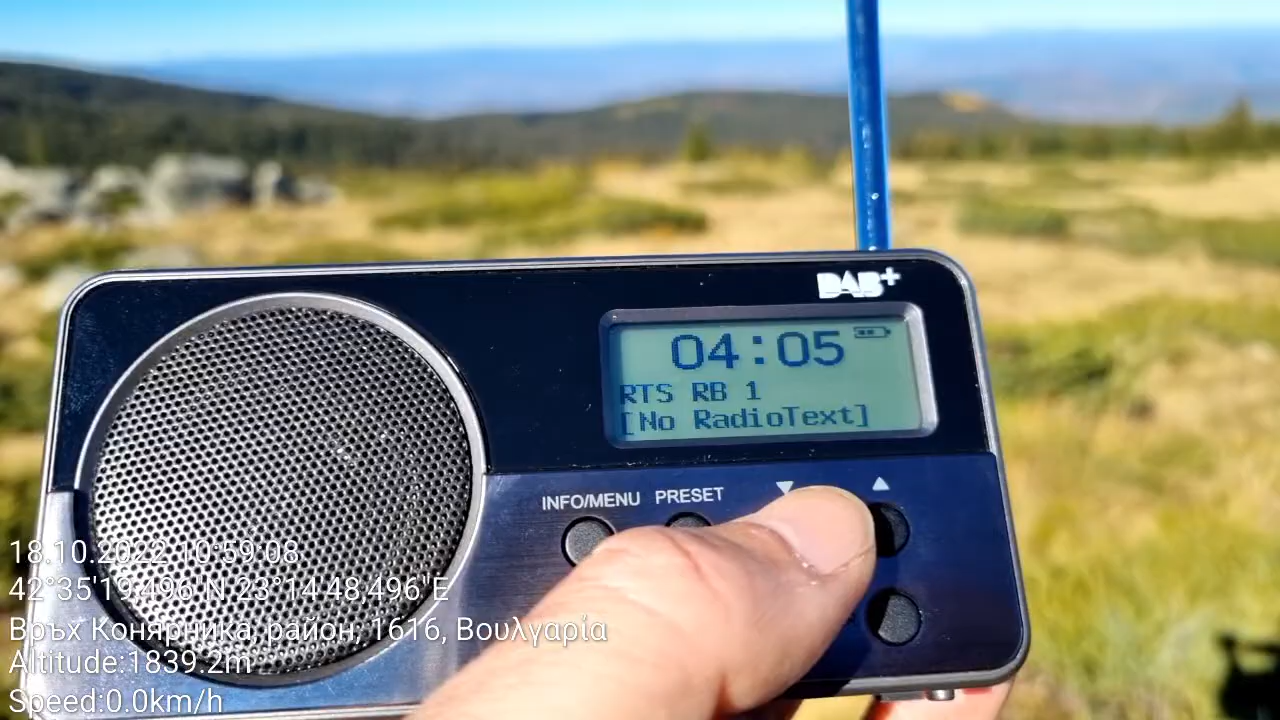 DAB+
04:05
RTS RB 1
[No RadioText]
INFO/MENU PRESET
18.10.2022 10:59:08
42°35'19,496"N 23°14'48,496"E
Връх Конярника, район, 1616, Βουλγαρία
Altitude:1839.2m
Speed:0.0km/h